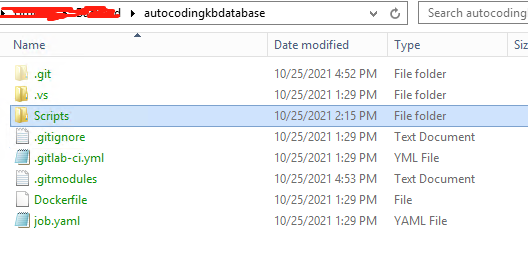 autocodingkbdatabase
Search autocoding
Name Date modified Type Siz
.git 10/25/2021 4:52 PM File folder
.vs 10/25/2021 1:29 PM File folder
Scripts 10/25/2021 2:15 PM File folder
.gitignore 10/25/2021 1:29 PM Text Document
.gitlab-ci.yml 10/25/2021 1:29 PM YML File
.gitmodules 10/25/2021 4:53 PM Text Document
Dockerfile 10/25/2021 1:29 PM File
job.yaml 10/25/2021 1:29 PM YAML File